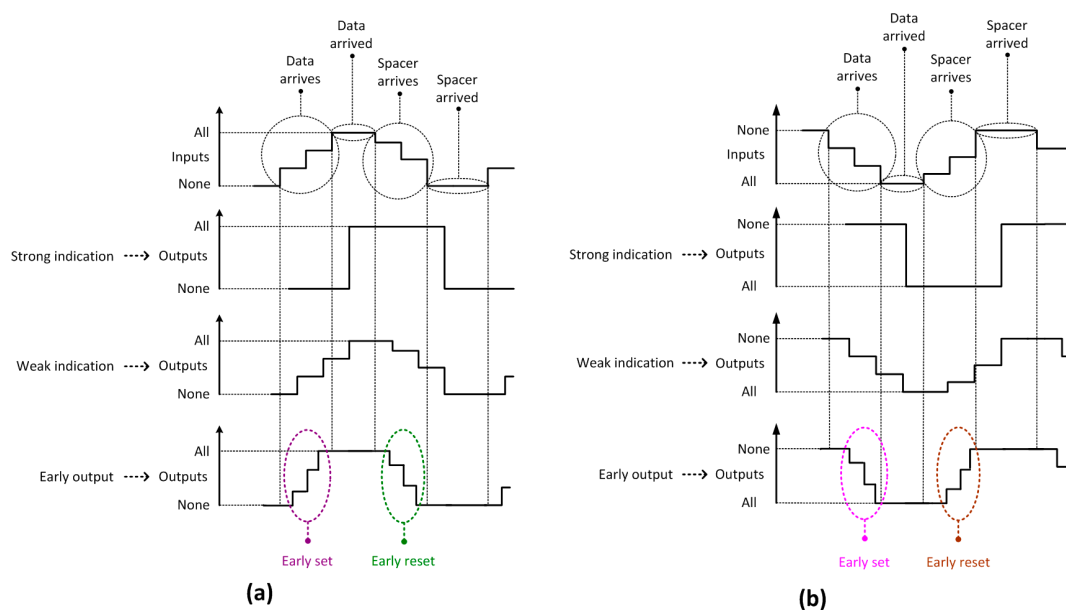 Data
arrived
Data
arrives
Spacer
arrives
Spacer
arrived
All
Inputs
None
All
Strong indication
Outputs
None
All
Weak indication
Outputs
None
All
Early output
Outputs
None
Early set
Early reset
(a)
Data
arrived
Spacer
arrived
Data
arrives
Spacer
arrives
None
Inputs
All
None
Strong indication
Outputs
All
None
Weak indication
Outputs
All
None
Early output
Outputs
All
Early set
Early reset
(b)